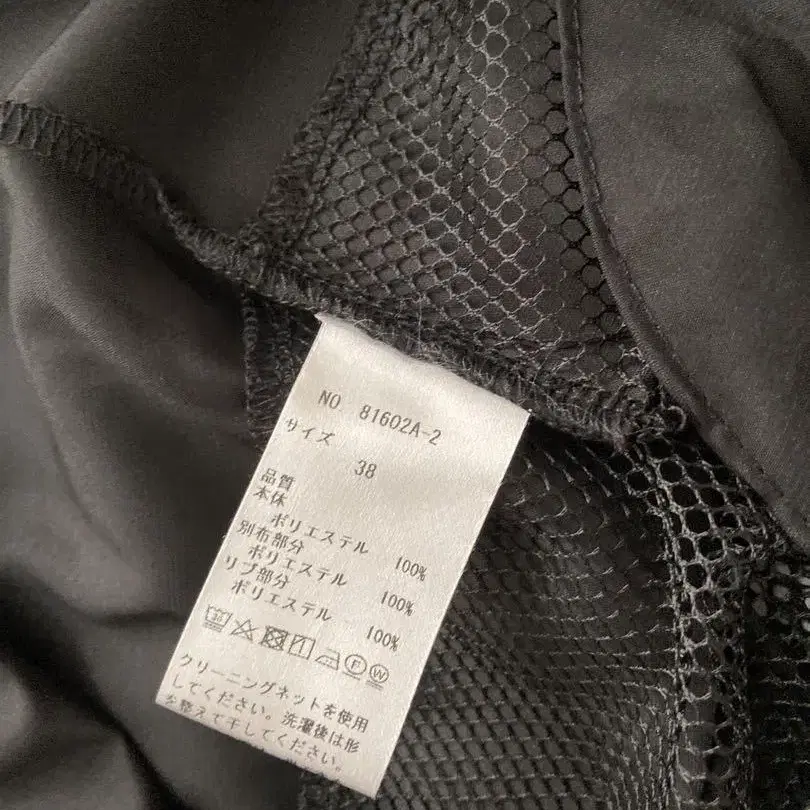 NO 81602A-2
サイズ
38
品質
本体
ポリエステル 100%
別布部分
ポリエステル 100%
リブ部分
ポリエステル 100%
クリーニングネットを使用
してください。洗濯後は形
を整えて干してください。